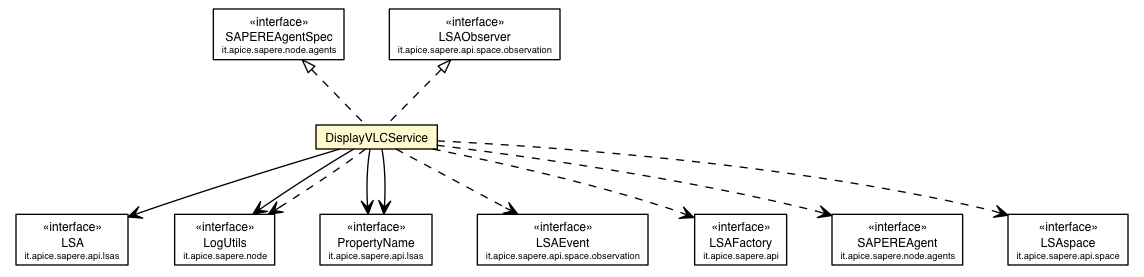 «interface»
SAPEREAgentSpec
it.apice.sapere.node.agents
«interface»
LSAObserver
it.apice.sapere.api.space.observation
DisplayVLCService
«interface»
LSA
it.apice.sapere.api.lsas
«interface»
LogUtils
it.apice.sapere.node
«interface»
PropertyName
it.apice.sapere.api.lsas
«interface»
LSAEvent
it.apice.sapere.api.space.observation
«interface»
LSAFactory
it.apice.sapere.api
«interface»
SAPEREAgent
it.apice.sapere.node.agents
«interface»
LSAspace
it.apice.sapere.api.space